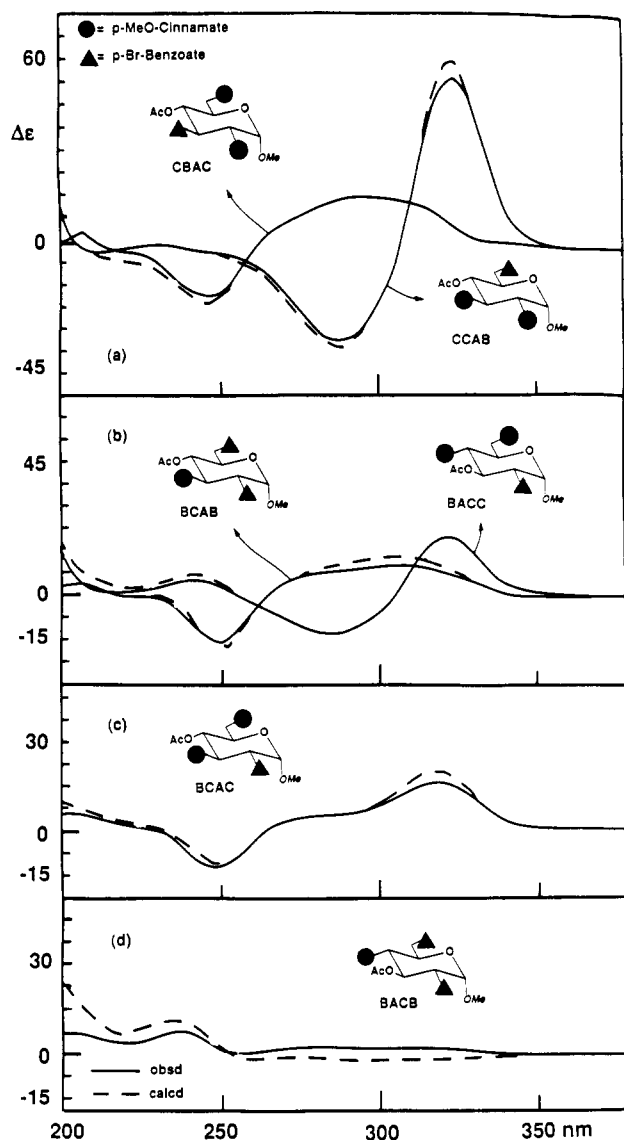 = p-MeO-Cinnamate
= p-Br-Benzoate
60
Δε
0
-45
AcO O
OMe
CBAC
AcO O
OMe
CCAB
(a)
(b)
45
0
-15
AcO O
OMe
BCAB
O
AcO
OMe
BACC
(c)
30
0
-15
AcO O
OMe
BCAC
(d)
30
0
-15
O
AcO
OMe
BACB
obsd
calcd
200 250 300 350 nm